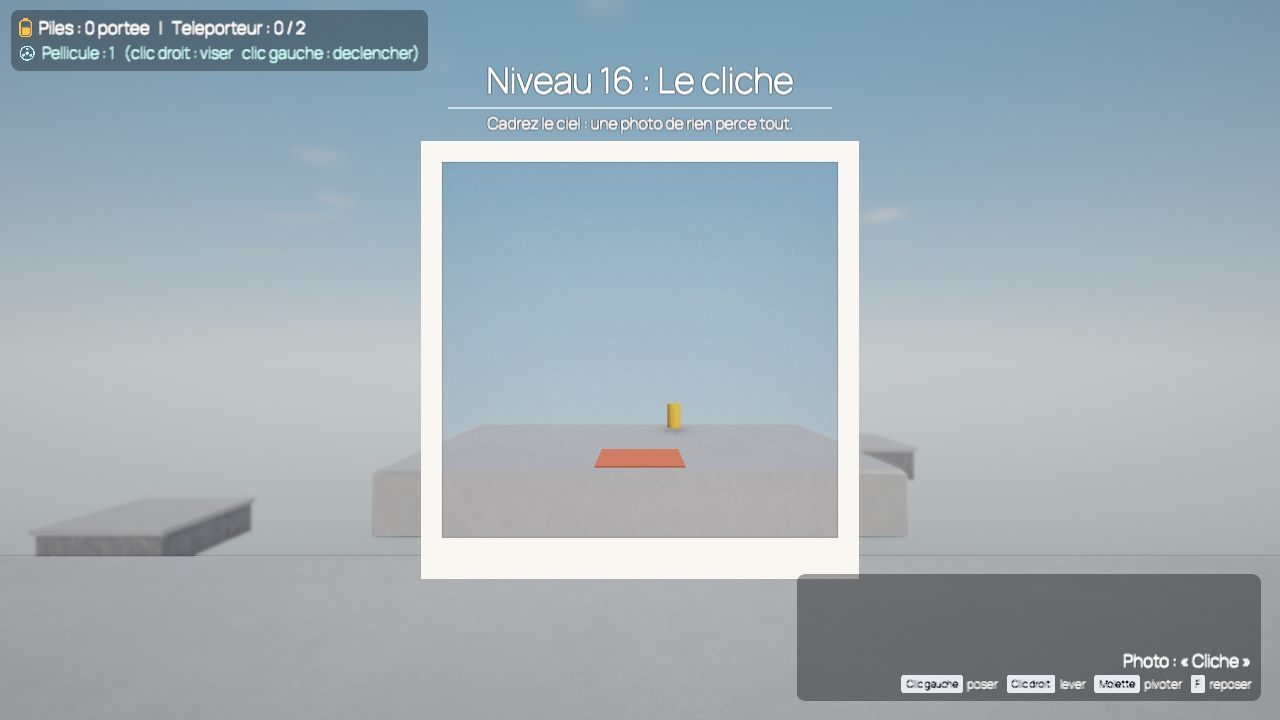 Piles : 0 portee | Teleporteur : 0 / 2
Pellicule : 1 (clic droit : viser clic gauche : declencher)
Niveau 16 : Le cliche
Cadrez le ciel : une photo de rien perce tout.
Photo : « Cliche »
Clic gauche poser Clic droit lever Molette pivoter F reposer